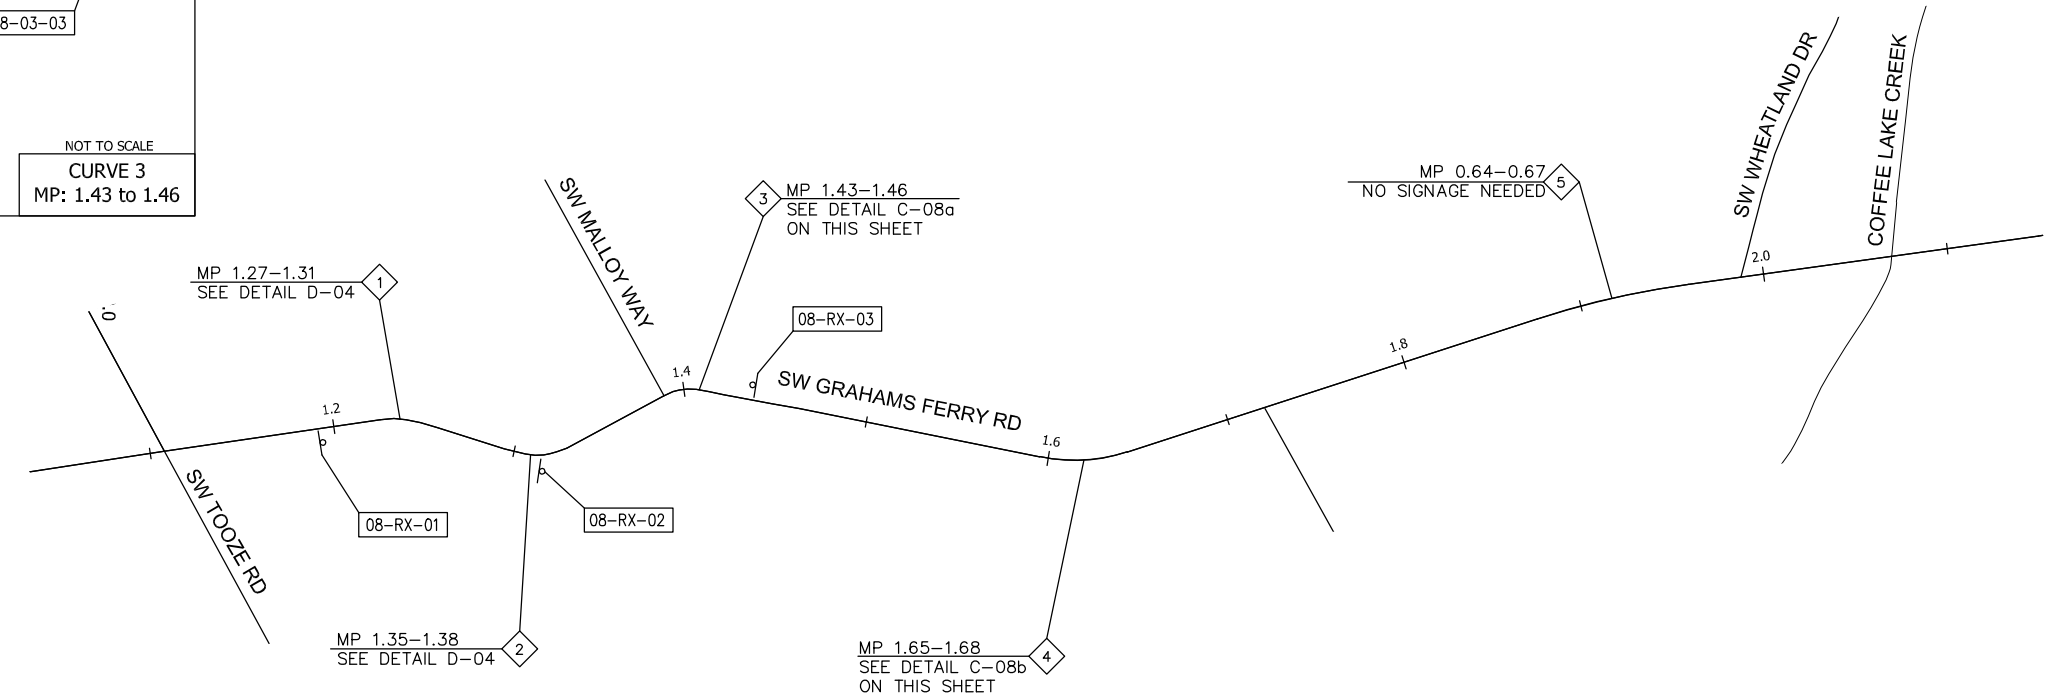 8-03-03
NOT TO SCALE
CURVE 3
MP: 1.43 to 1.46
MP 1.27-1.31
SEE DETAIL D-04
1
.0
1.2
SW TOOZE RD
08-RX-01
MP 1.35-1.38
SEE DETAIL D-04
2
08-RX-02
SW MALLOY WAY
1.4
3
MP 1.43-1.46
SEE DETAIL C-08a
ON THIS SHEET
08-RX-03
SW GRAHAMS FERRY RD
1.6
MP 1.65-1.68
SEE DETAIL C-08b
ON THIS SHEET
4
1.8
MP 0.64-0.67
NO SIGNAGE NEEDED
5
SW WHEATLAND DR
2.0
COFFEE LAKE CREEK